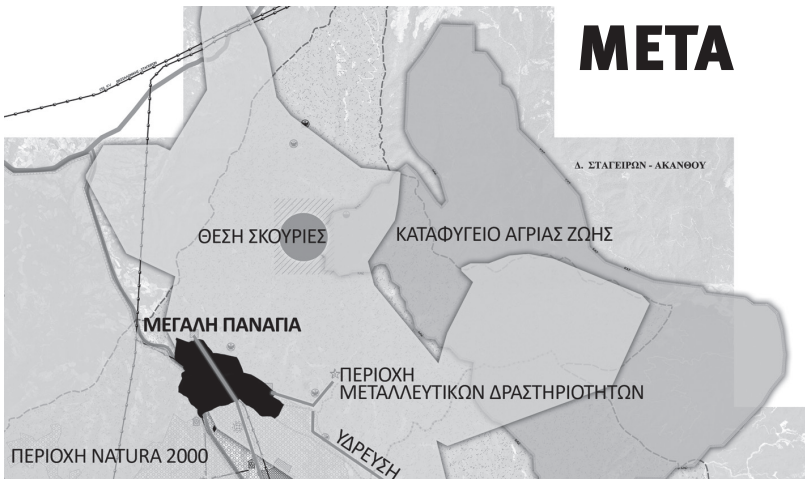 ΜΕΤΑ
Δ. ΣΤΑΓΕΙΡΩΝ - ΑΚΑΝΘΟΥ
ΘΕΣΗ ΣΚΟΥΡΙΕΣ
ΚΑΤΑΦΥΓΕΙΟ ΑΓΡΙΑΣ ΖΩΗΣ
ΜΕΓΑΛΗ ΠΑΝΑΓΙΑ
ΠΕΡΙΟΧΗ
ΜΕΤΑΛΛΕΥΤΙΚΩΝ ΔΡΑΣΤΗΡΙΟΤΗΤΩΝ
ΥΔΡΕΥΣΗ
ΠΕΡΙΟΧΗ NATURA 2000